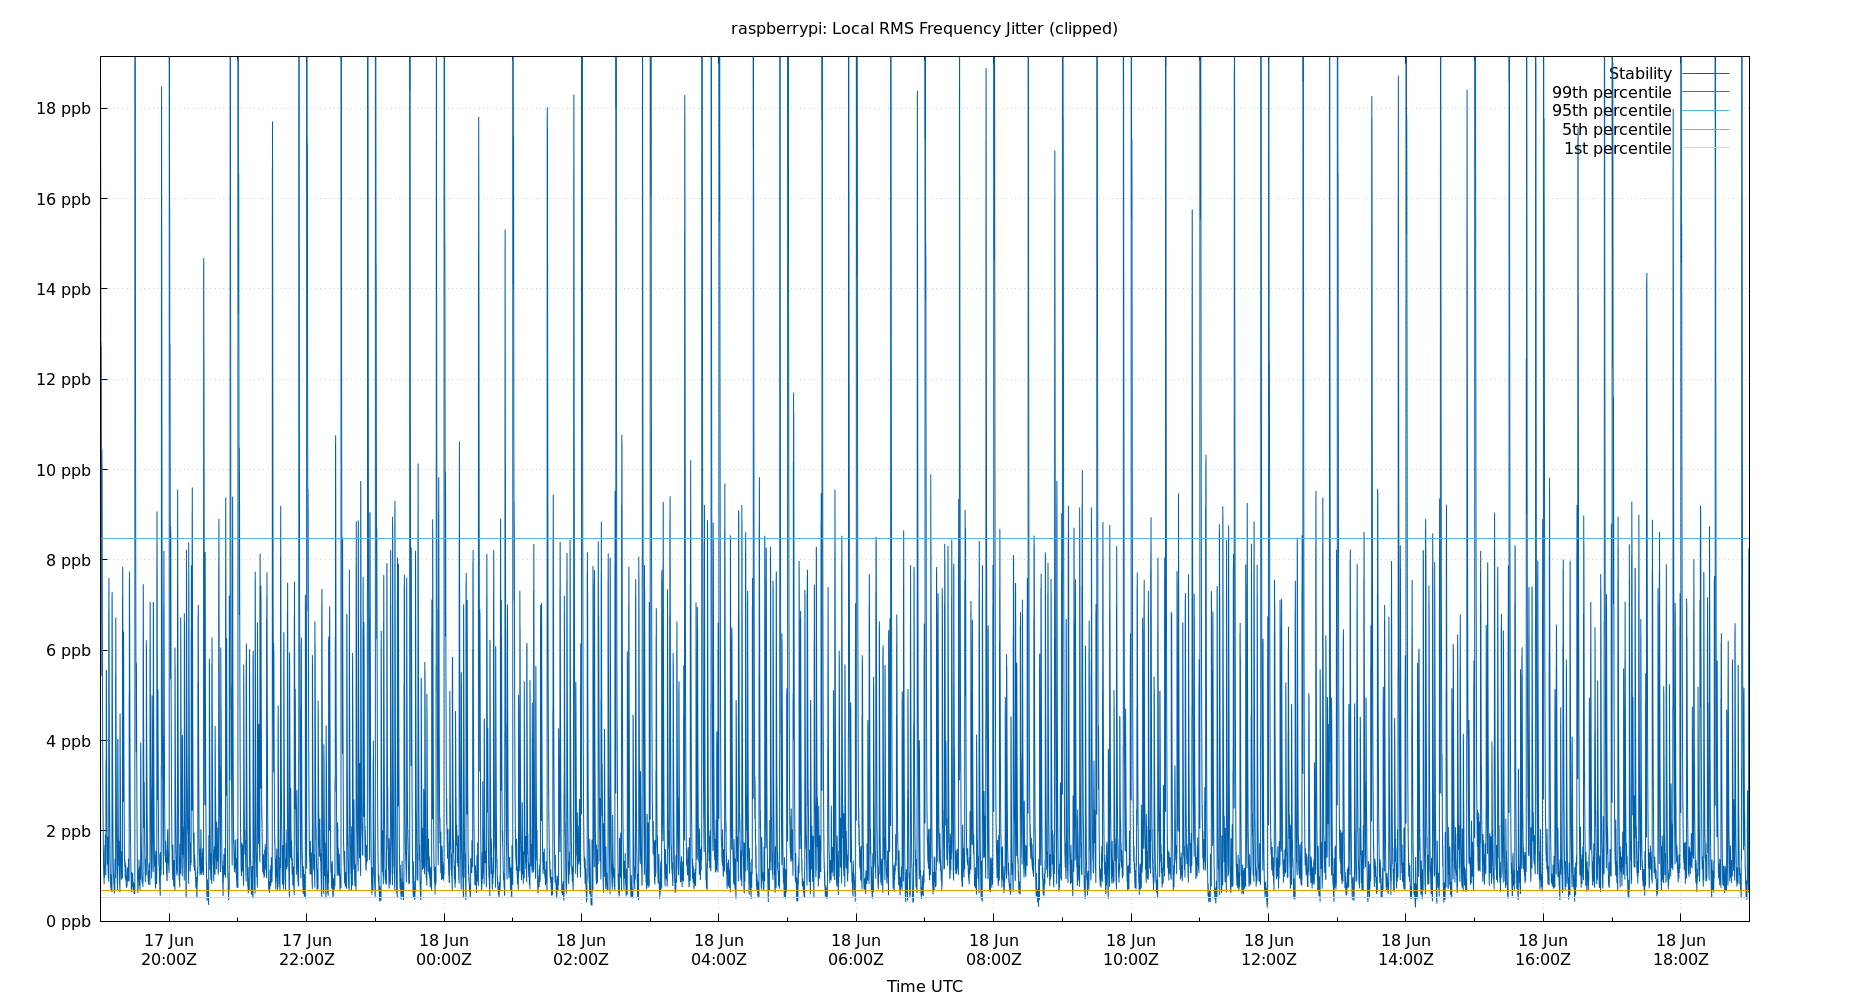 raspberrypi: Local RMS Frequency Jitter (clipped)
Stability
99th percentile
95th percentile
5th percentile
1st percentile
18 ppb
16 ppb
14 ppb
12 ppb
10 ppb
8 ppb
6 ppb
4 ppb
2 ppb
0 ppb
17 Jun 17 Jun 18 Jun 18 Jun 18 Jun 18 Jun 18 Jun 18 Jun 18 Jun 18 Jun 18 Jun 18 Jun
20:00Z 22:00Z 00:00Z 02:00Z 04:00Z 06:00Z 08:00Z 10:00Z 12:00Z 14:00Z 16:00Z 18:00Z
Time UTC